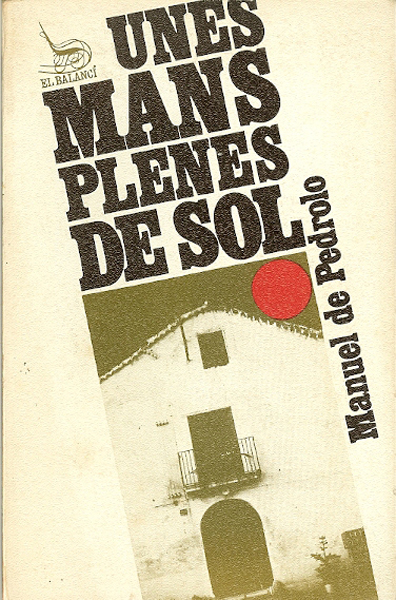 EL BALANCÍ
UNES
MANS
PLENES
DE SOL
Manuel de Pedrolo